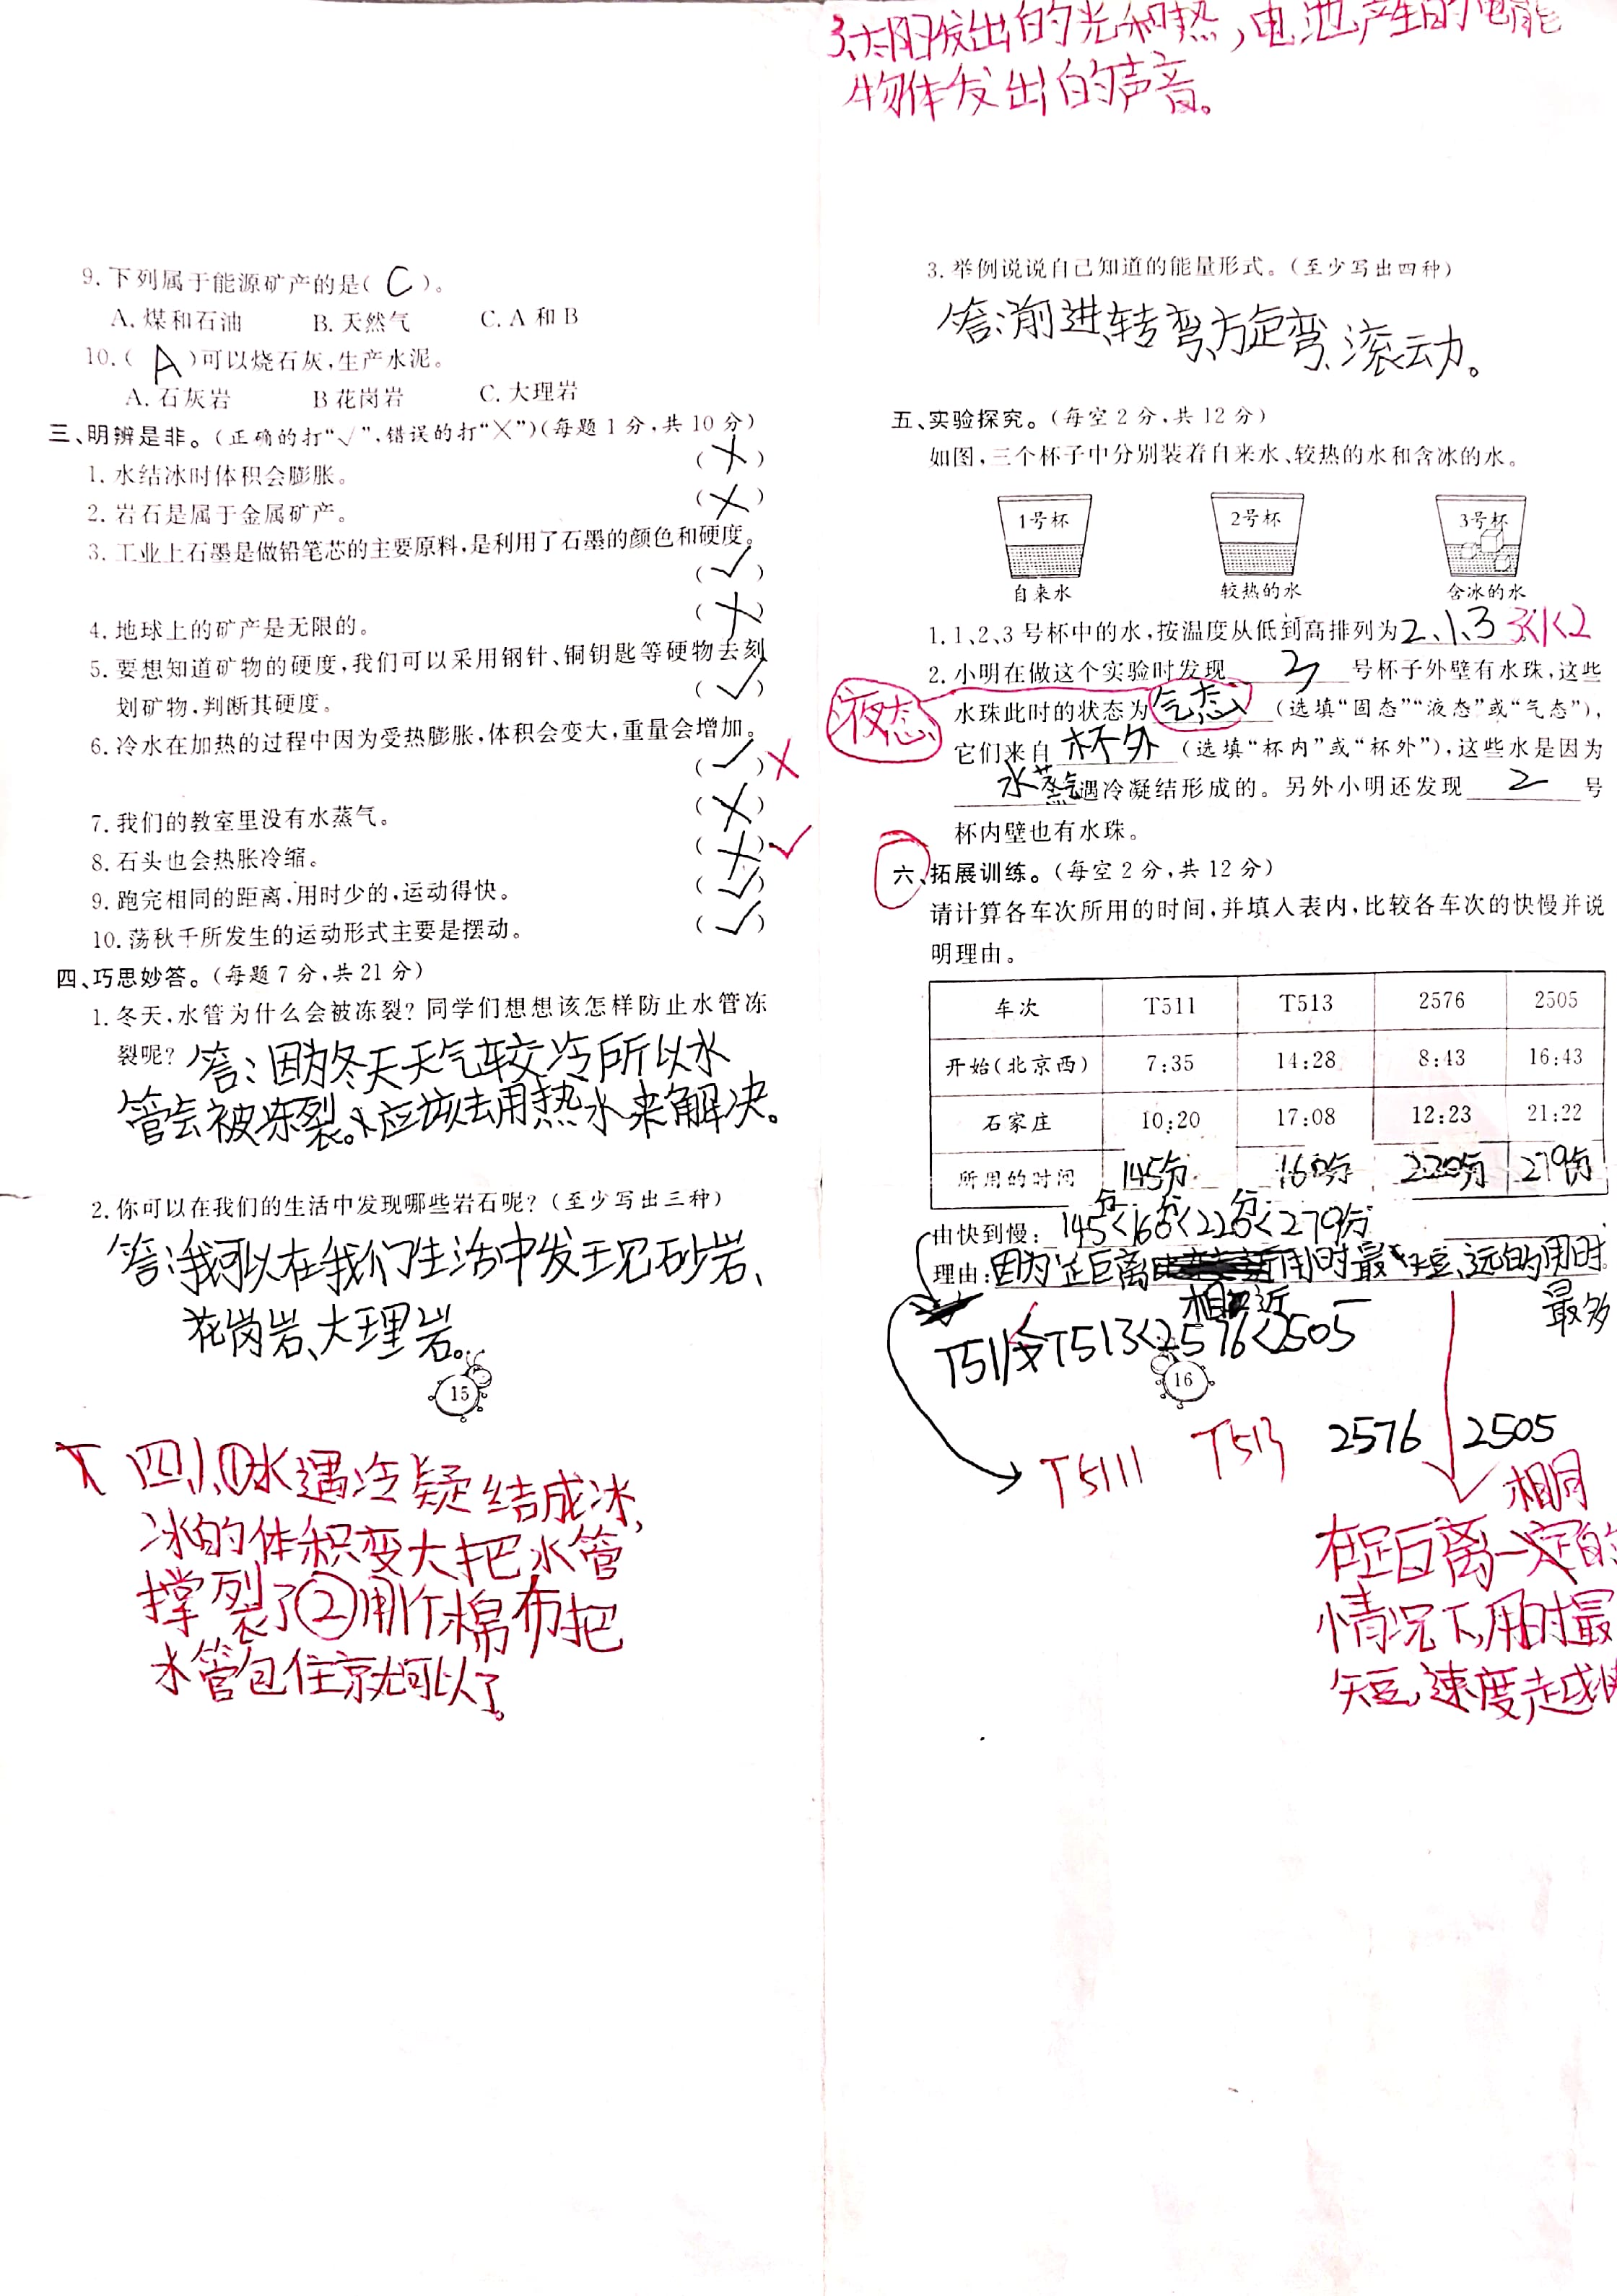 9. 下列属于能源矿产的是( C )。
A. 煤和石油 B. 天然气 C. A 和 B
10. ( A )可以烧石灰,生产水泥。
A. 石灰岩 B 花岗岩 C. 大理岩
三、明辨是非。(正确的打“√”,错误的打“×”)(每题 1 分,共 10 分)
1. 水结冰时体积会膨胀。 ( × )
2. 岩石是属于金属矿产。 ( × )
3. 工业上石墨是做铅笔芯的主要原料,是利用了石墨的颜色和硬度。
( √ )
4. 地球上的矿产是无限的。 ( × )
5. 要想知道矿物的硬度,我们可以采用钢针、铜钥匙等硬物去刻
划矿物,判断其硬度。 ( √ )
6. 冷水在加热的过程中因为受热膨胀,体积会变大,重量会增加。
( √ ) ×
7. 我们的教室里没有水蒸气。 ( × )
8. 石头也会热胀冷缩。 ( × ) √
9. 跑完相同的距离,用时少的,运动得快。 ( √ )
10. 荡秋千所发生的运动形式主要是摆动。 ( √ )
四、巧思妙答。(每题 7 分,共 21 分)
1. 冬天,水管为什么会被冻裂? 同学们想想该怎样防止水管冻
裂呢? 答:因为冬天天气较冷所以水
管会被冻裂。应该去用热水来解决。
2. 你可以在我们的生活中发现哪些岩石呢? (至少写出三种)
答:我可以在我们生活中发现砂岩、
花岗岩、大理岩。
15
四、1、①水遇冷疑结成冰,
冰的体积变大把水管
撑裂了②用个棉布把
水管包住就可以了。
3、太阳发出的光和热,电池产生的电能
物体发出的声音。
3. 举例说说自己知道的能量形式。(至少写出四种)
答:前进、转弯、方定弯、滚动。
五、实验探究。(每空 2 分,共 12 分)
如图,三个杯子中分别装着自来水、较热的水和含冰的水。
1号杯 2号杯 3号杯
自来水 较热的水 含冰的水
1. 1、2、3 号杯中的水,按温度从低到高排列为 2、1、3 3<1<2
2. 小明在做这个实验时发现 3 号杯子外壁有水珠,这些
液态 水珠此时的状态为 气态 (选填“固态”“液态”或“气态”),
它们来自 杯外 (选填“杯内”或“杯外”),这些水是因为
水蒸气 遇冷凝结形成的。另外小明还发现 2 号
杯内壁也有水珠。
六、拓展训练。(每空 2 分,共 12 分)
请计算各车次所用的时间,并填入表内,比较各车次的快慢并说
明理由。
车次 T511 T513 2576 2505
开始(北京西) 7:35 14:28 8:43 16:43
石家庄 10:20 17:08 12:23 21:22
所用的时间 145分 160分 220分 279分
由快到慢: 145分<160分<220分<279分
理由: 因为近距离用时最短、远的用时
相近 最多
T511<T513<2576<2505
16
T5111 T513 2576 2505
相同
在距离一定的
情况下,用时最
短,速度越